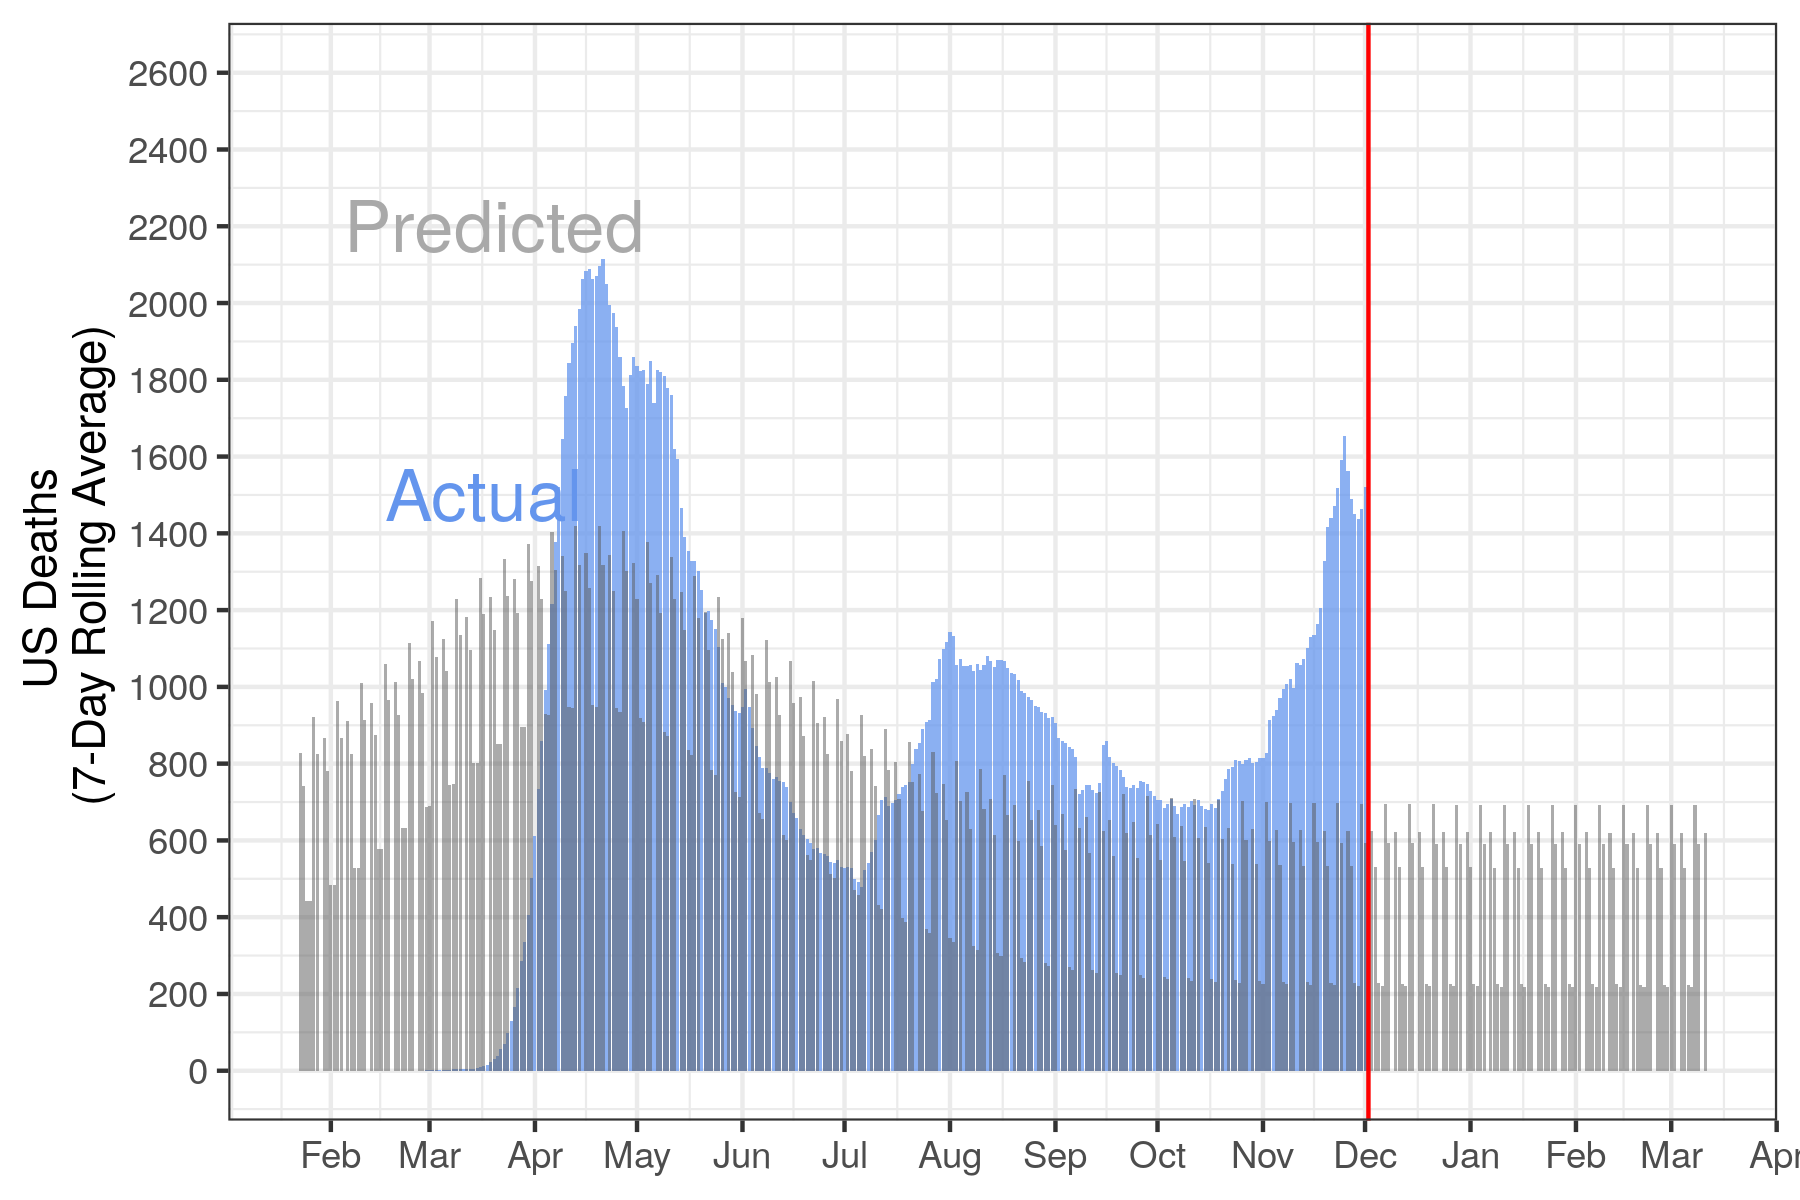 US Deaths
(7-Day Rolling Average)
2600
2400
2200
2000
1800
1600
1400
1200
1000
800
600
400
200
0
Predicted
Actual
Feb Mar Apr May Jun Jul Aug Sep Oct Nov Dec Jan Feb Mar Apr